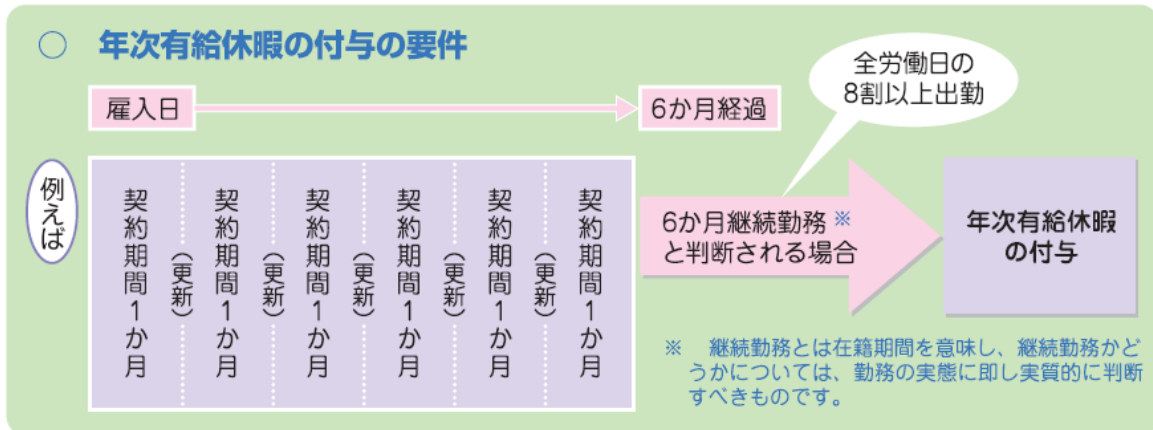 ○ 年次有給休暇の付与の要件
全労働日の
8割以上出勤
雇入日
6か月経過
例えば
契約期間1か月
(更新)
契約期間1か月
(更新)
契約期間1か月
(更新)
契約期間1か月
(更新)
契約期間1か月
(更新)
契約期間1か月
6か月継続勤務※
と判断される場合
年次有給休暇
の付与
※ 継続勤務とは在籍期間を意味し、継続勤務かど
うかについては、勤務の実態に即し実質的に判断
すべきものです。